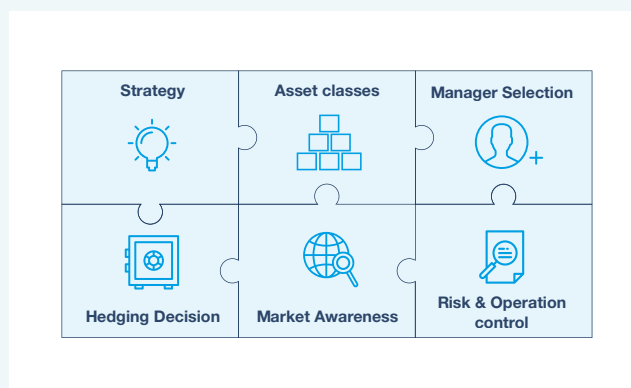 Strategy
Asset classes
Manager Selection
Hedging Decision
Market Awareness
Risk & Operation
control